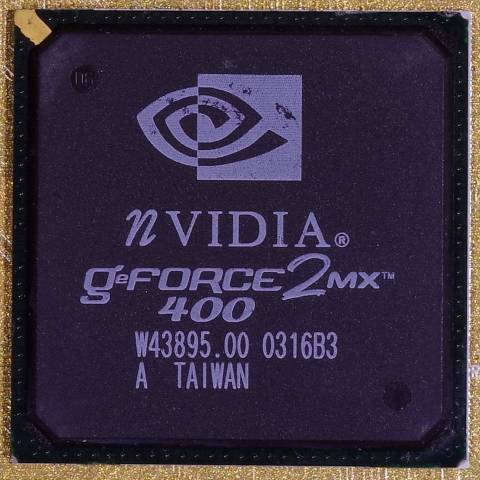 nVIDIA®
GeFORCE2MX™
400
W43895.00 0316B3
A TAIWAN